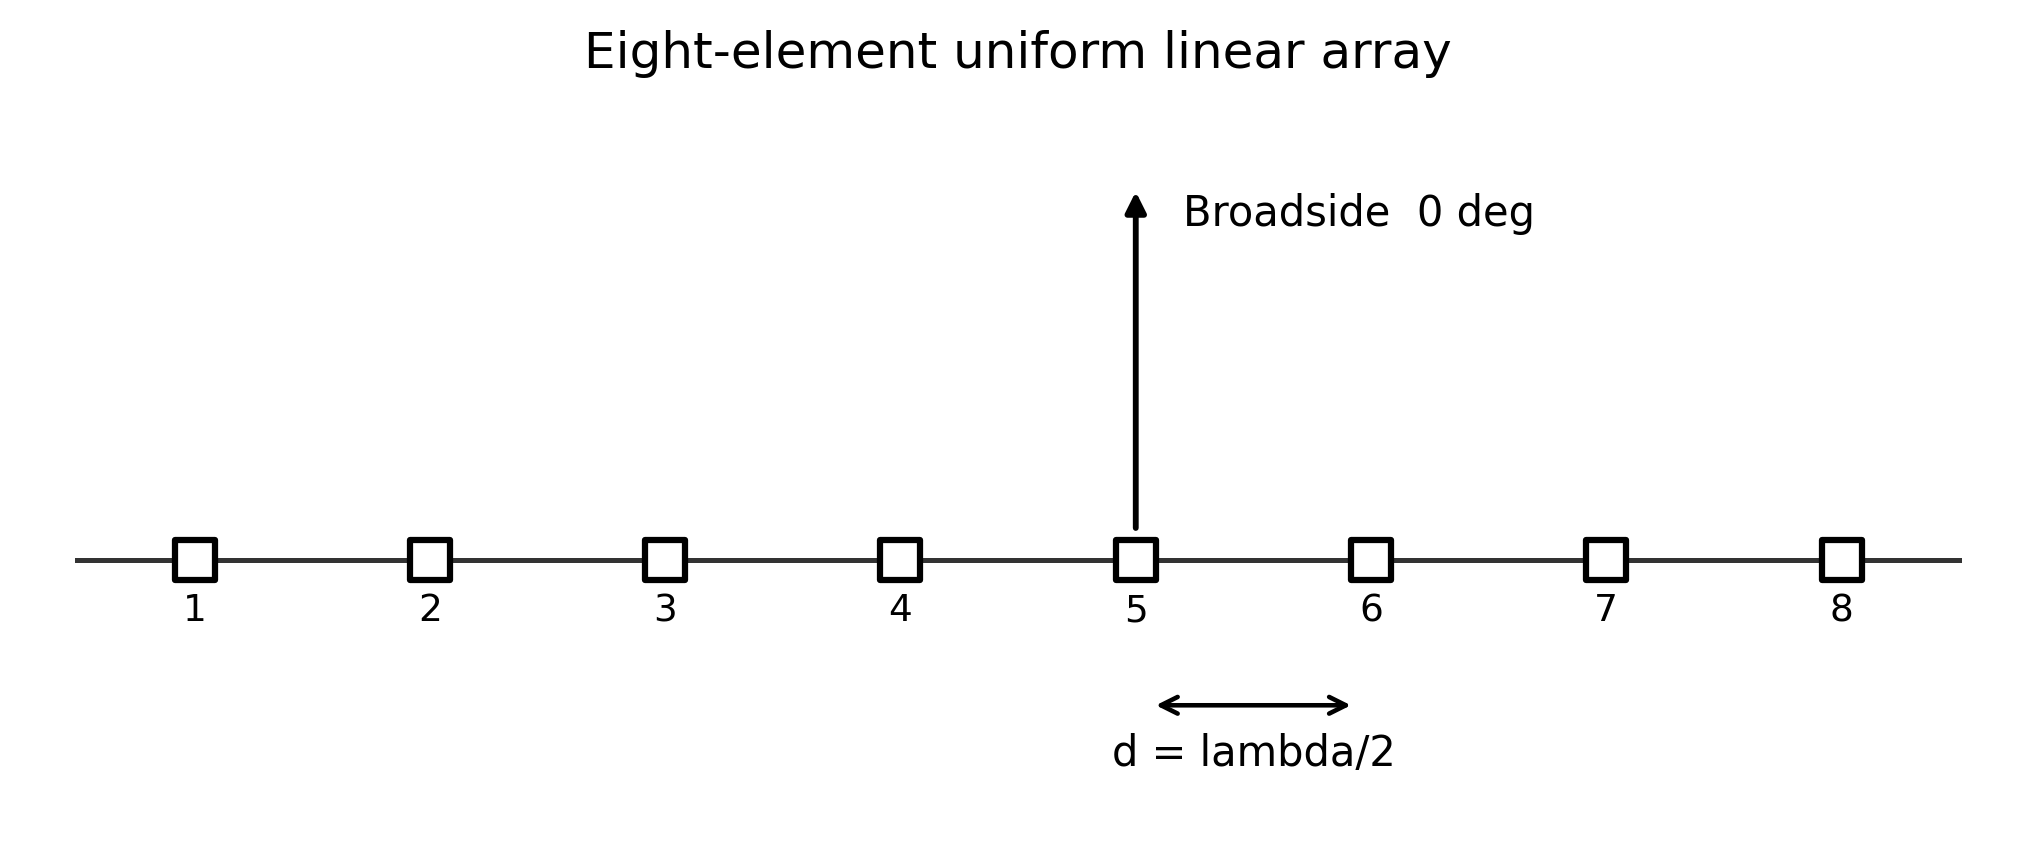 Eight-element uniform linear array
Broadside  0 deg
1 2 3 4 5 6 7 8
d = lambda/2